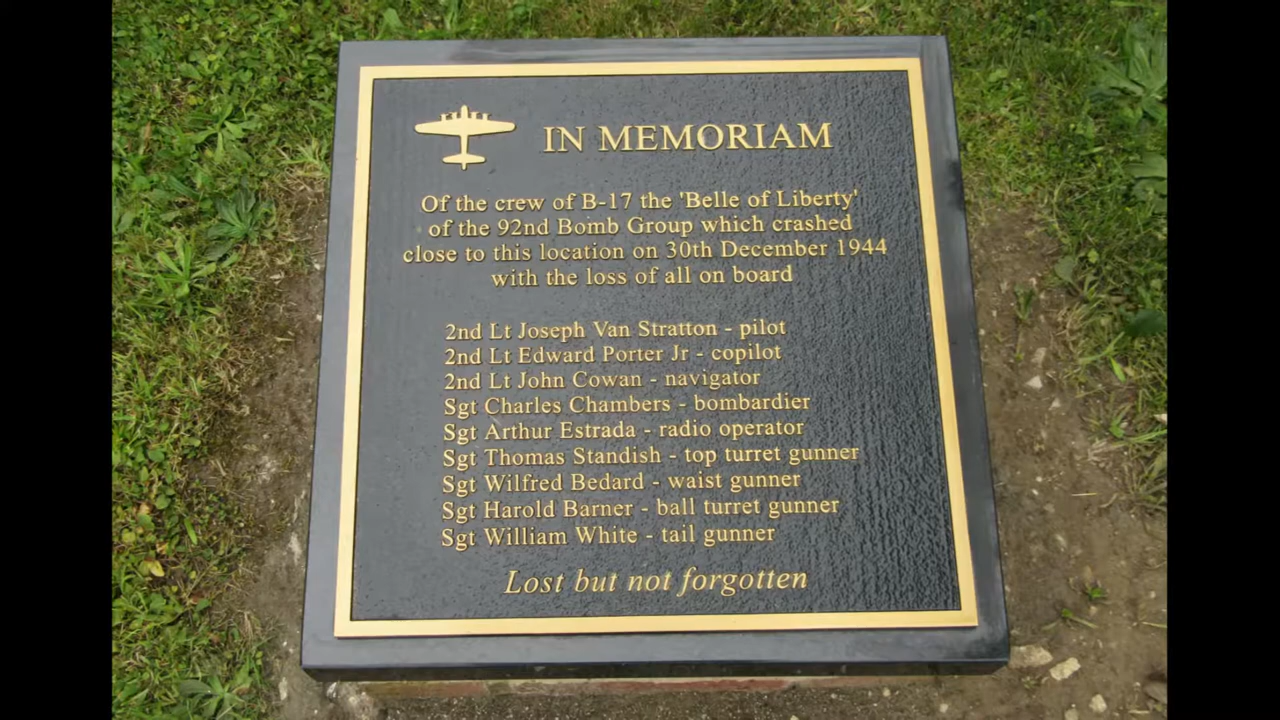 IN MEMORIAM
Of the crew of B-17 the 'Belle of Liberty'
of the 92nd Bomb Group which crashed
close to this location on 30th December 1944
with the loss of all on board
2nd Lt Joseph Van Stratton - pilot
2nd Lt Edward Porter Jr - copilot
2nd Lt John Cowan - navigator
Sgt Charles Chambers - bombardier
Sgt Arthur Estrada - radio operator
Sgt Thomas Standish - top turret gunner
Sgt Wilfred Bedard - waist gunner
Sgt Harold Barner - ball turret gunner
Sgt William White - tail gunner
Lost but not forgotten